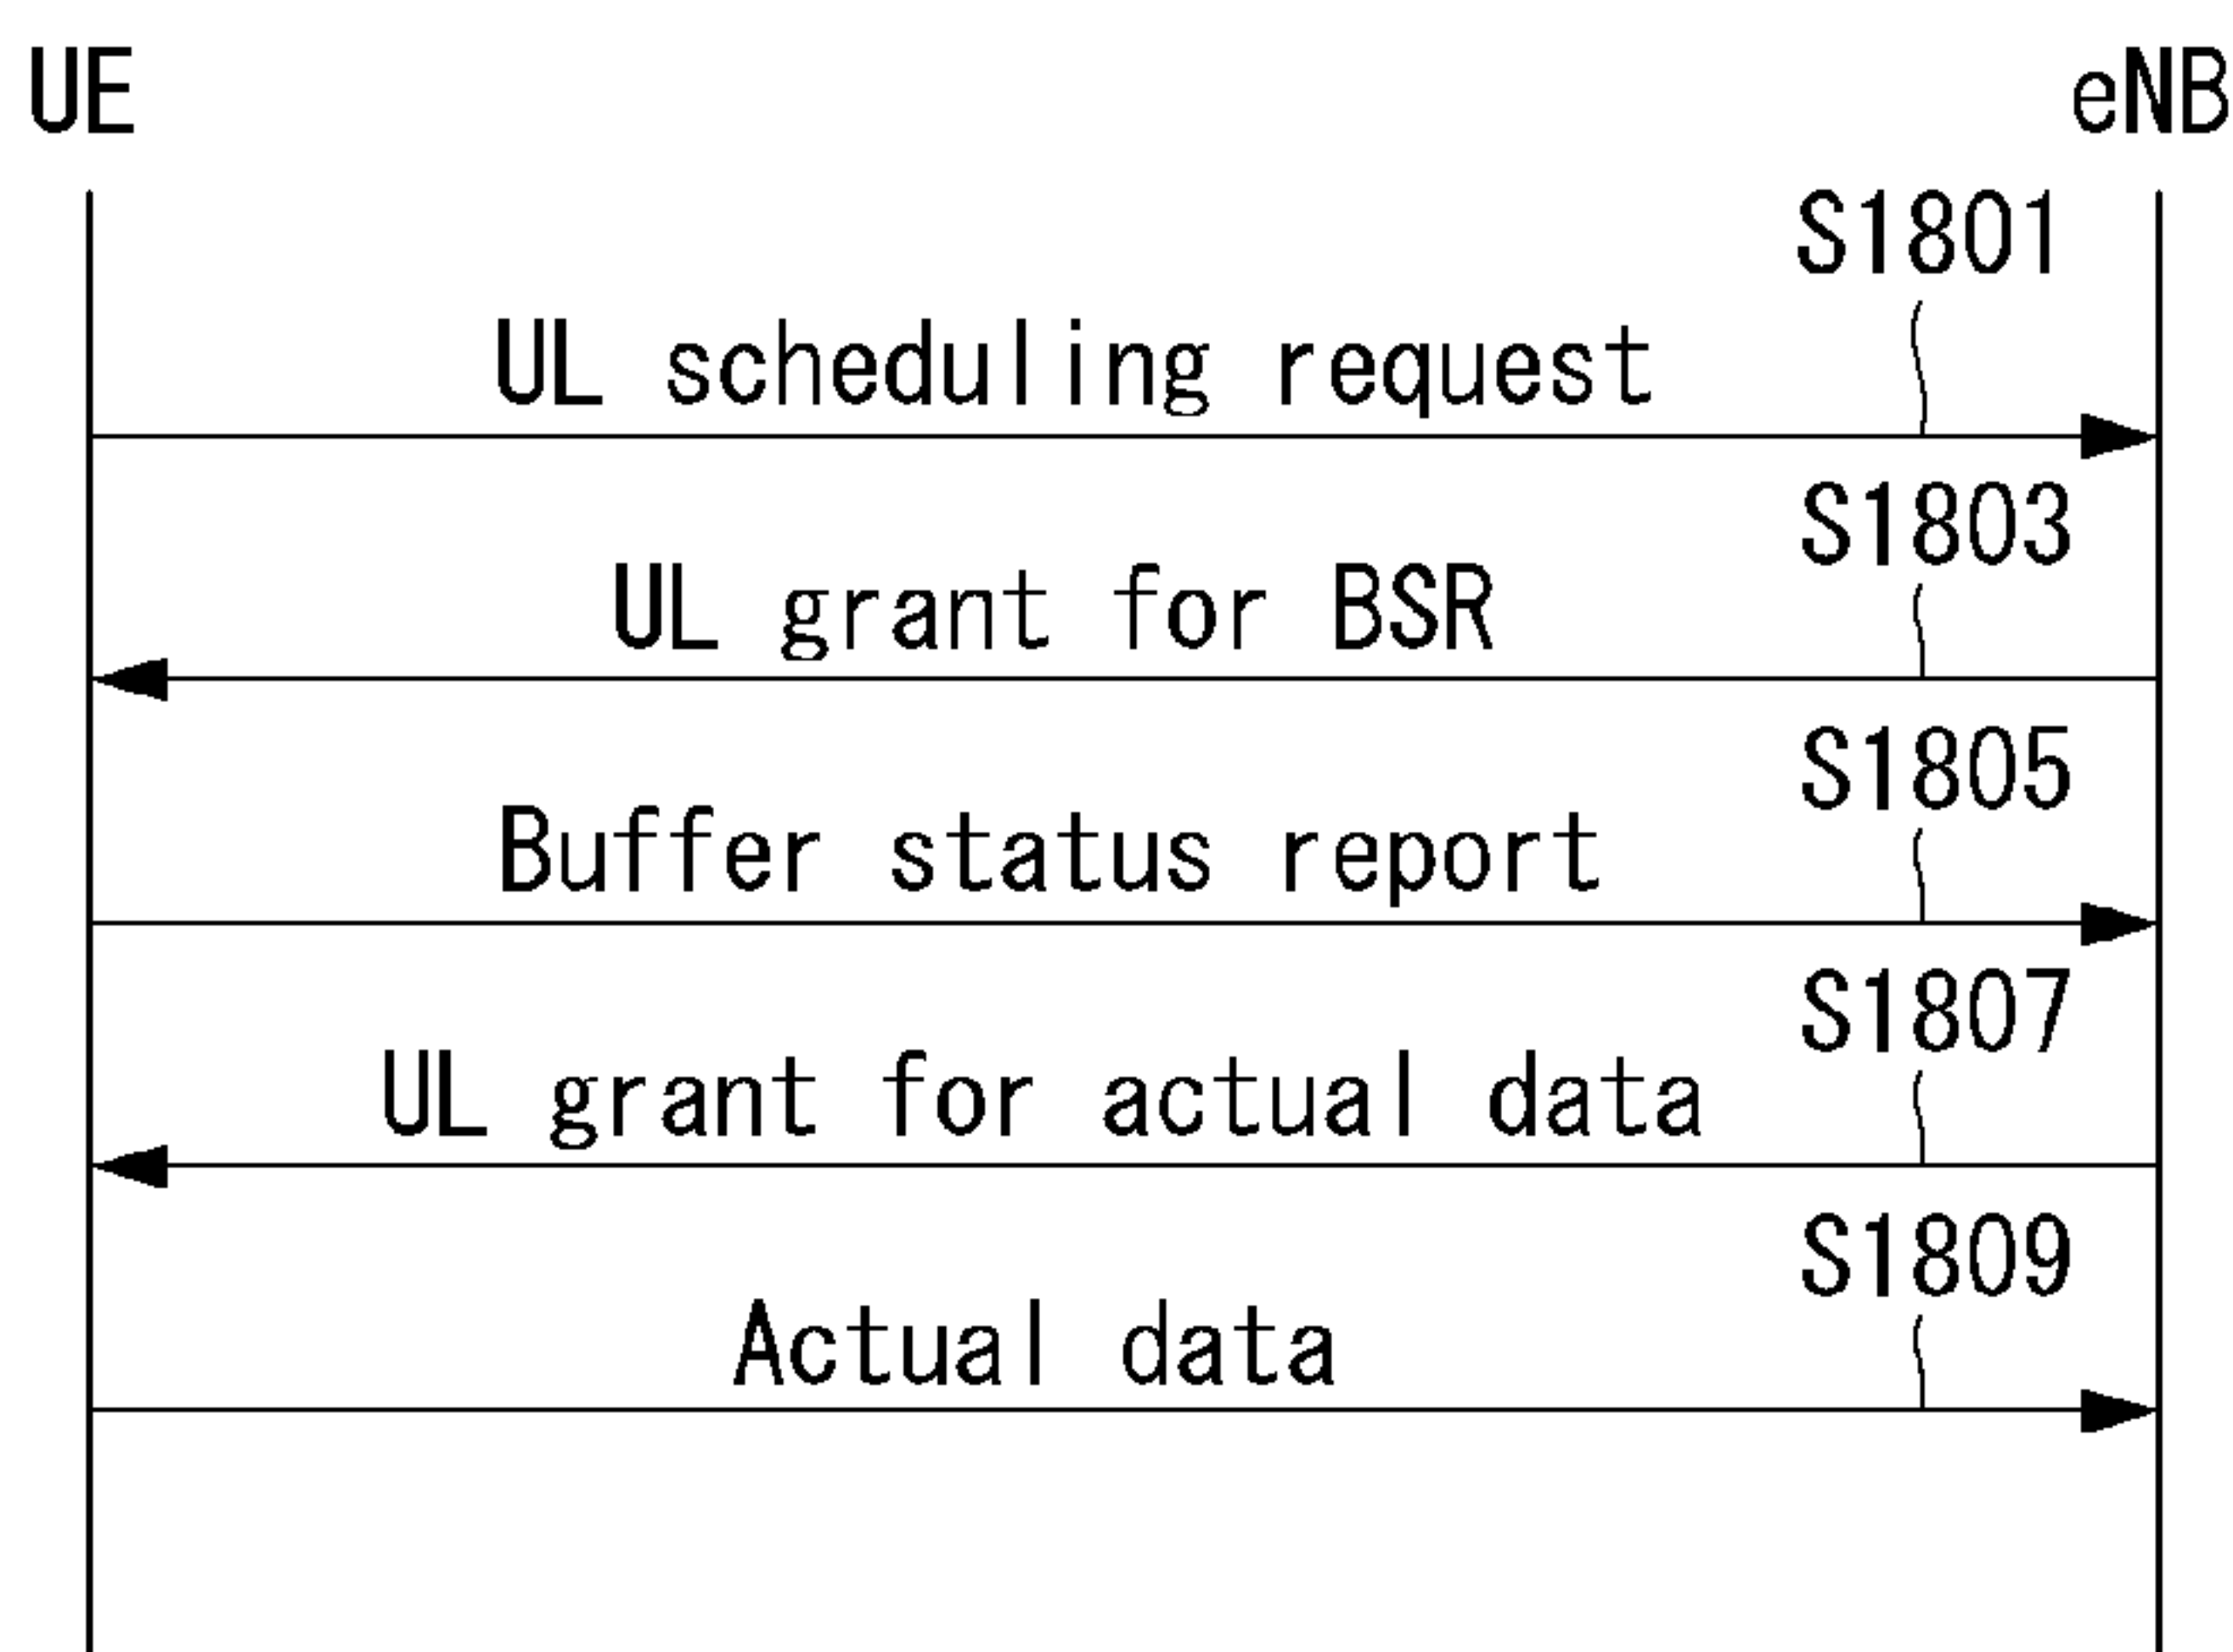 UE eNB
S1801
UL scheduling request
S1803
UL grant for BSR
S1805
Buffer status report
S1807
UL grant for actual data
S1809
Actual data